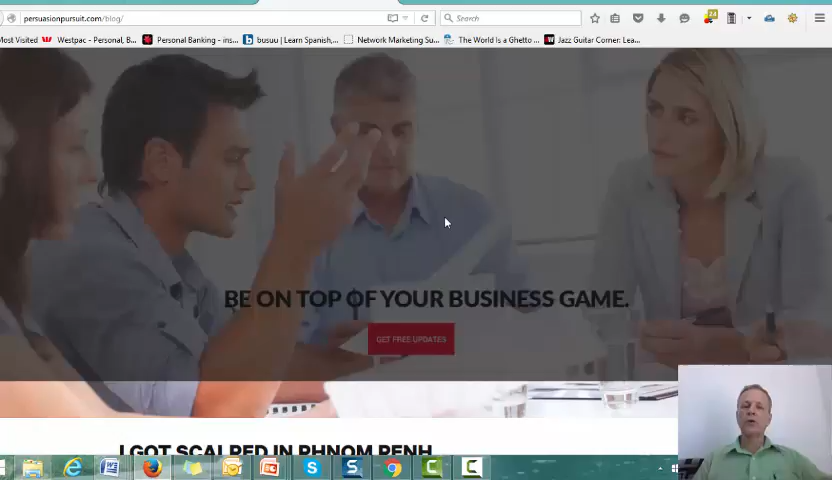 persuasionpursuit.com/blog/
Search
24
Most Visited
Westpac - Personal, B...
Personal Banking - ins...
busuu | Learn Spanish,...
Network Marketing Su...
The World Is a Ghetto ...
Jazz Guitar Corner: Lea...
BE ON TOP OF YOUR BUSINESS GAME.
GET FREE UPDATES
I GOT SCALPED IN PHNOM PENH